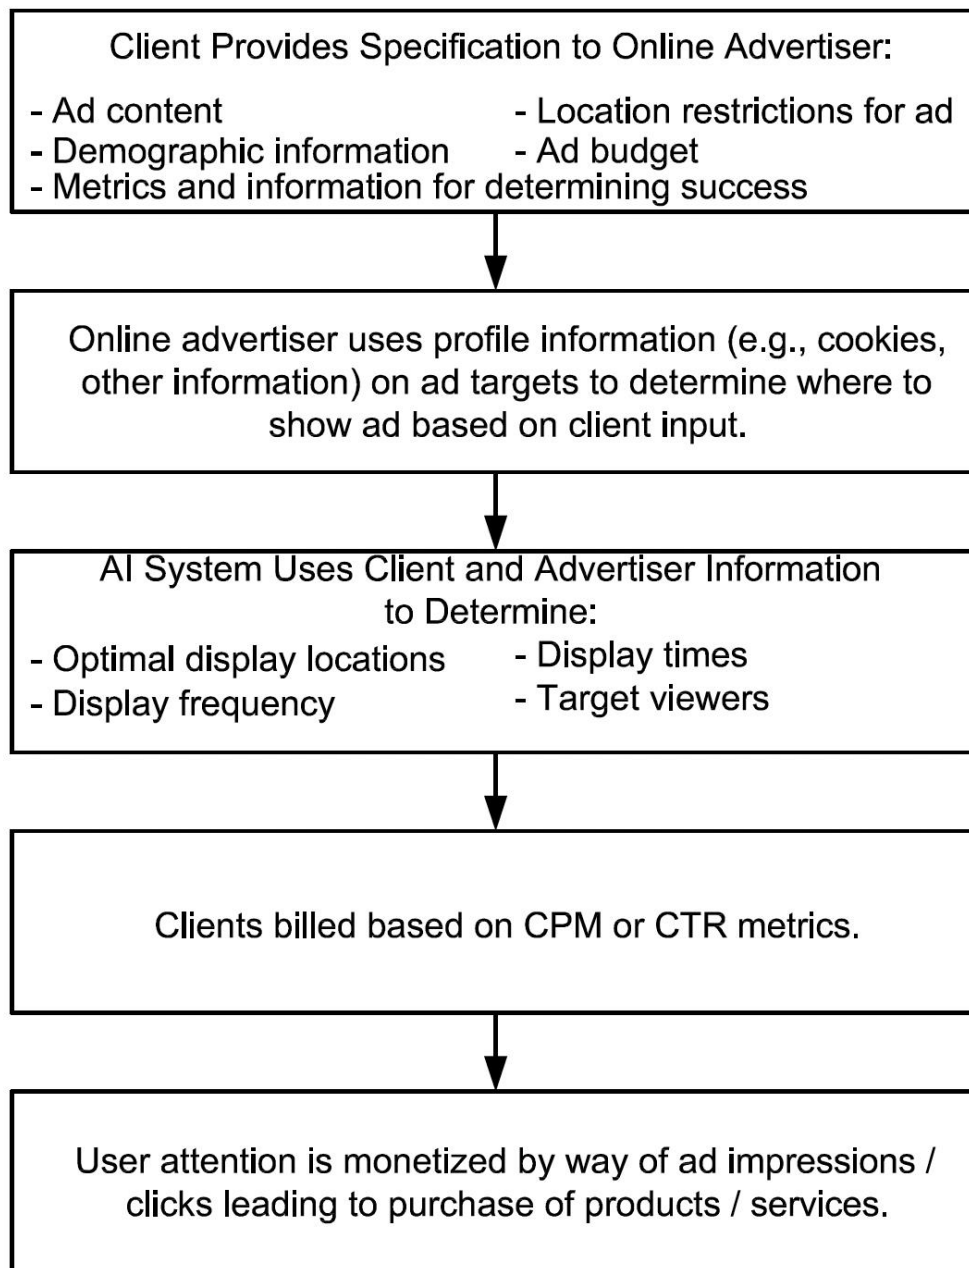 Client Provides Specification to Online Advertiser:
- Ad content
- Location restrictions for ad
- Demographic information
- Ad budget
- Metrics and information for determining success
Online advertiser uses profile information (e.g., cookies,
other information) on ad targets to determine where to
show ad based on client input.
AI System Uses Client and Advertiser Information
to Determine:
- Optimal display locations
- Display times
- Display frequency
- Target viewers
Clients billed based on CPM or CTR metrics.
User attention is monetized by way of ad impressions /
clicks leading to purchase of products / services.